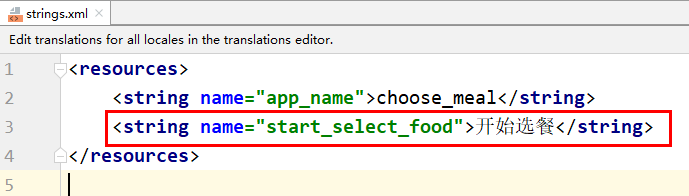 strings.xml
Edit translations for all locales in the translations editor.
1 <resources>
2 <string name="app_name">choose_meal</string>
3 <string name="start_select_food">开始选餐</string>
4 </resources>
5